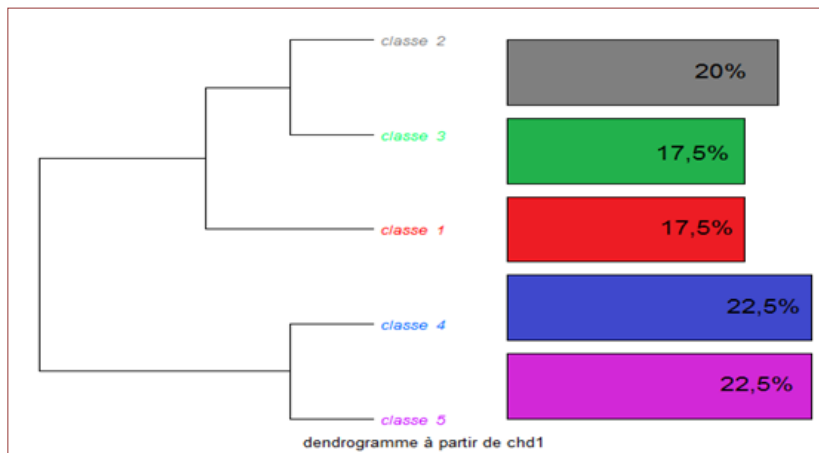 classe 2
20%
classe 3
17,5%
classe 1
17,5%
classe 4
22,5%
classe 5
22,5%
dendrogramme à partir de chd1